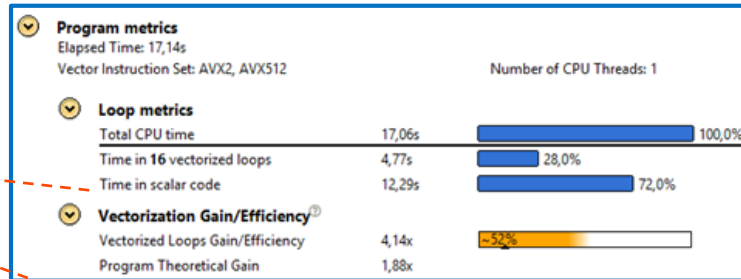 Program metrics
Elapsed Time: 17,14s
Vector Instruction Set: AVX2, AVX512 Number of CPU Threads: 1
Loop metrics
Total CPU time 17,06s 100,0%
Time in 16 vectorized loops 4,77s 28,0%
Time in scalar code 12,29s 72,0%
Vectorization Gain/Efficiency
Vectorized Loops Gain/Efficiency 4,14x ~52%
Program Theoretical Gain 1,88x